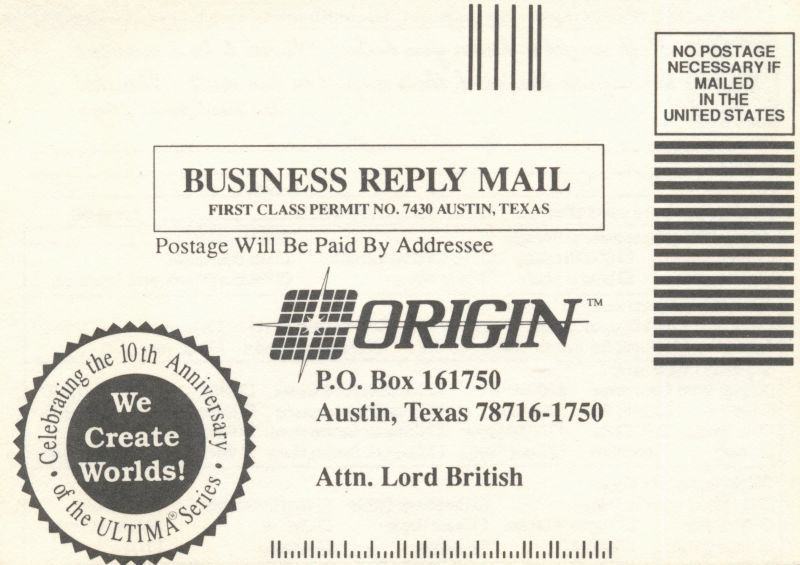 NO POSTAGE
NECESSARY IF
MAILED
IN THE
UNITED STATES
BUSINESS REPLY MAIL
FIRST CLASS PERMIT NO. 7430 AUSTIN, TEXAS
Postage Will Be Paid By Addressee
ORIGIN™
P.O. Box 161750
Austin, Texas 78716-1750
Attn. Lord British
• Celebrating the 10th Anniversary •
of the ULTIMA® Series
We
Create
Worlds!